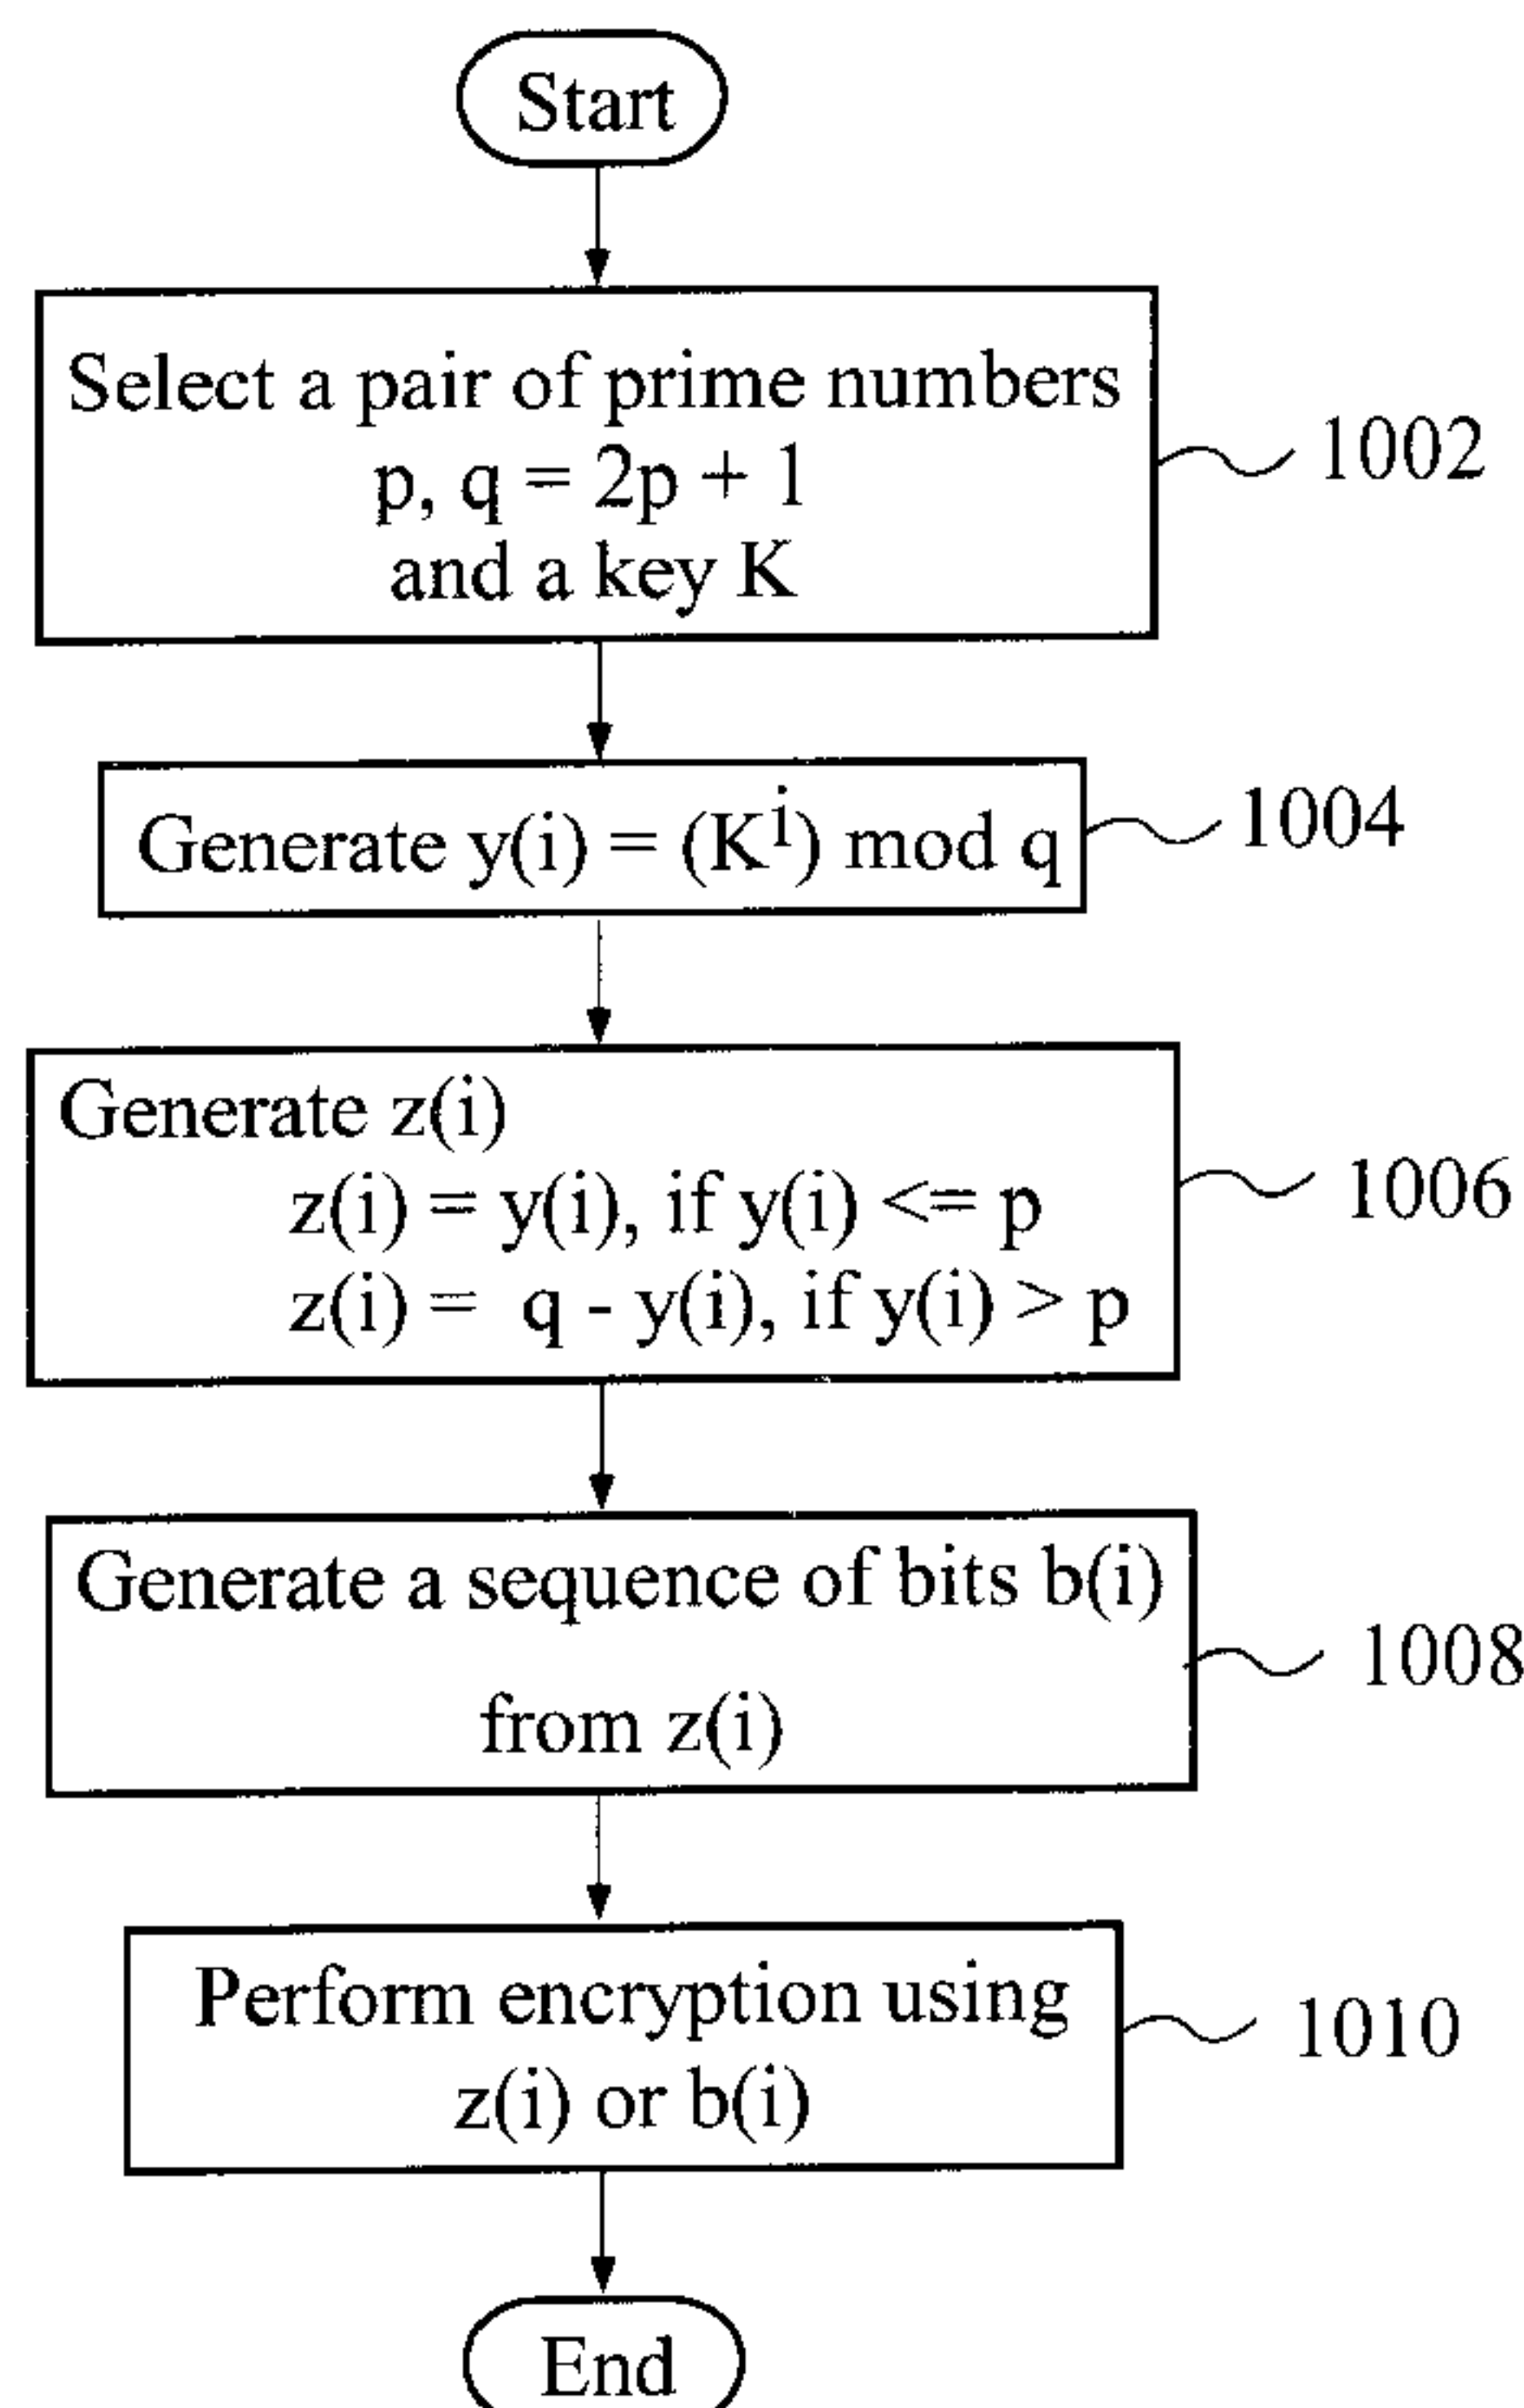 Start
Select a pair of prime numbers
p, q = 2p + 1
and a key K
1002
Generate y(i) = (K^i) mod q
1004
Generate z(i)
z(i) = y(i), if y(i) <= p
z(i) = q - y(i), if y(i) > p
1006
Generate a sequence of bits b(i)
from z(i)
1008
Perform encryption using
z(i) or b(i)
1010
End